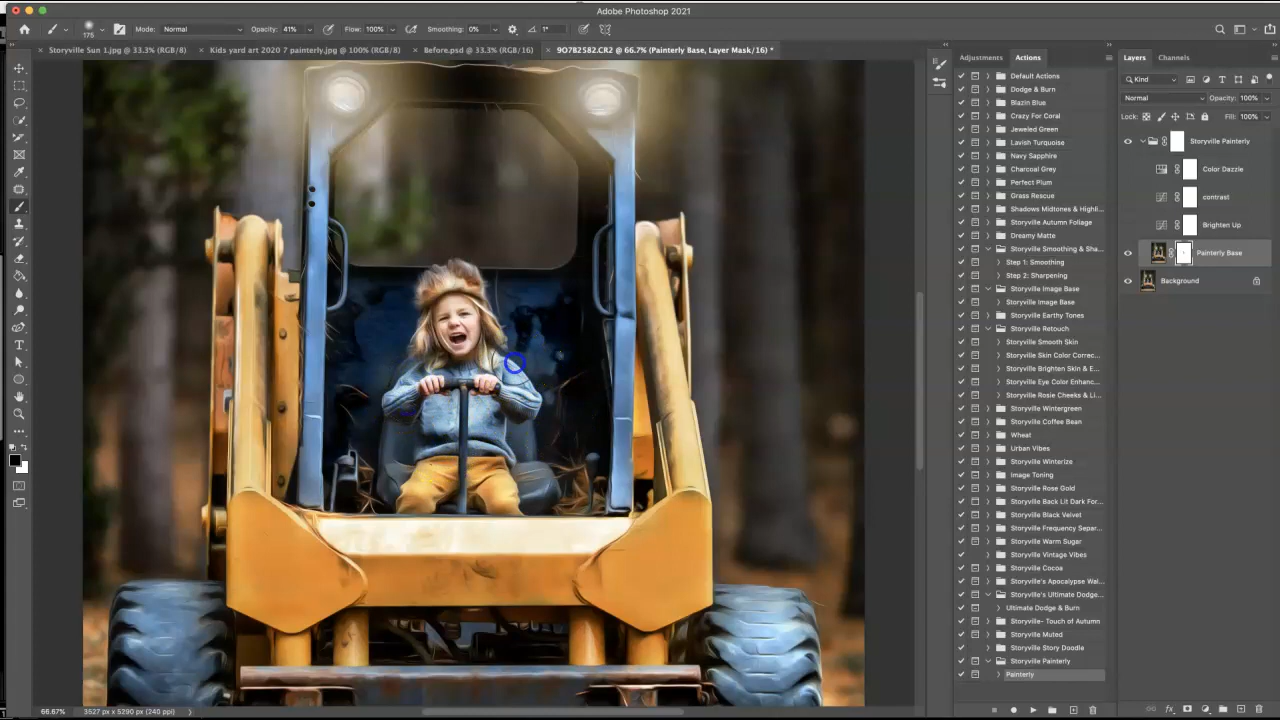 Adobe Photoshop 2021
175 Mode: Normal Opacity: 41% Flow: 100% Smoothing: 0% 1°
Storyville Sun 1.jpg @ 33.3% (RGB/8) Kids yard art 2020 7 painterly.jpg @ 100% (RGB/8) Before.psd @ 33.3% (RGB/16) 9O7B2582.CR2 @ 66.7% (Painterly Base, Layer Mask/16) *
Adjustments Actions
Default Actions
Dodge & Burn
Blazin Blue
Crazy For Coral
Jeweled Green
Lavish Turquoise
Navy Sapphire
Charcoal Grey
Perfect Plum
Grass Rescue
Shadows Midtones & Highli...
Storyville Autumn Foliage
Dreamy Matte
Storyville Smoothing & Sha...
Step 1: Smoothing
Step 2: Sharpening
Storyville Image Base
Storyville Image Base
Storyville Earthy Tones
Storyville Retouch
Storyville Smooth Skin
Storyville Skin Color Correc...
Storyville Brighten Skin & E...
Storyville Eye Color Enhanc...
Storyville Rosie Cheeks & Li...
Storyville Wintergreen
Storyville Coffee Bean
Wheat
Urban Vibes
Storyville Winterize
Image Toning
Storyville Rose Gold
Storyville Back Lit Dark For...
Storyville Black Velvet
Storyville Frequency Separ...
Storyville Warm Sugar
Storyville Vintage Vibes
Storyville Cocoa
Storyville's Apocalypse Wal...
Storyville's Ultimate Dodge...
Ultimate Dodge & Burn
Storyville- Touch of Autumn
Storyville Muted
Storyville Story Doodle
Storyville Painterly
Painterly
Layers Channels
Kind
Normal Opacity: 100%
Lock: Fill: 100%
Storyville Painterly
Color Dazzle
contrast
Brighten Up
Painterly Base
Background
fx
66.67% 3527 px x 5290 px (240 ppi)